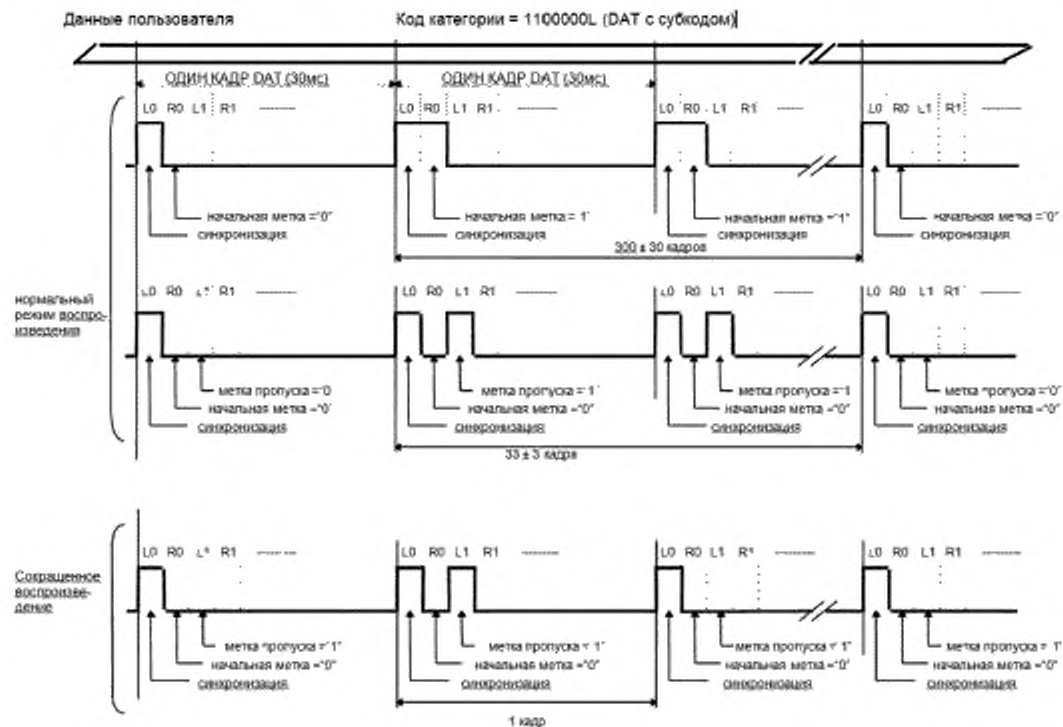 Данные пользователя Код категории = 1100000L (DAT с субкодом)
ОДИН КАДР DAT (30мс) ОДИН КАДР DAT (30мс)
L0 R0 L1 R1 L0 R0 L1 R1 L0 R0 L1 R1 L0 R0 L1 R1
начальная метка ="0" начальная метка = 1' начальная метка ="1" начальная метка ="0"
синхронизация синхронизация синхронизация синхронизация
300 ± 30 кадров
нормальный
режим воспро-
изведения
L0 R0 L' R1 L0 R0 L1 R1 L0 R0 L1 R1 L0 R0 L1 R1
метка пропуска ='0 метка пропуска ='1' метка пропуска =1 метка пропуска ="0"
начальная метка ="0' начальная метка ="0" начальная метка ="0" начальная метка ="0"
синхронизация синхронизация синхронизация синхронизация
33 ± 3 кадра
Сокращенное
воспроизве-
дение
L0 R0 L' R1 L0 R0 L1 R1 L0 R0 L1 R' L0 R0 L1 R1
метка пропуска ='1" метка пропуска = 1' метка пропуска ="1' метка пропуска = 1'
начальная метка ="0" начальная метка ="0" начальная метка ="0' начальная метка ="0"
синхронизация синхронизация синхронизация синхронизация
1 кадр